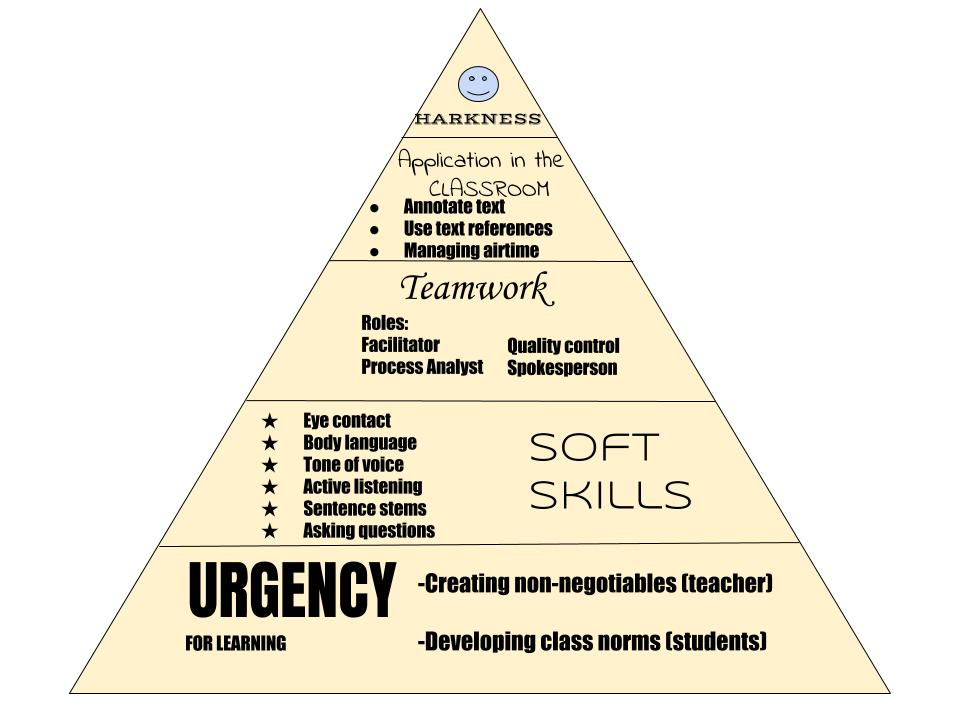 HARKNESS
Application in the
CLASSROOM
● Annotate text
● Use text references
● Managing airtime
Teamwork
Roles:
Facilitator Quality control
Process Analyst Spokesperson
★ Eye contact
★ Body language
★ Tone of voice
★ Active listening
★ Sentence stems
★ Asking questions
SOFT
SKILLS
URGENCY
FOR LEARNING
-Creating non-negotiables (teacher)
-Developing class norms (students)